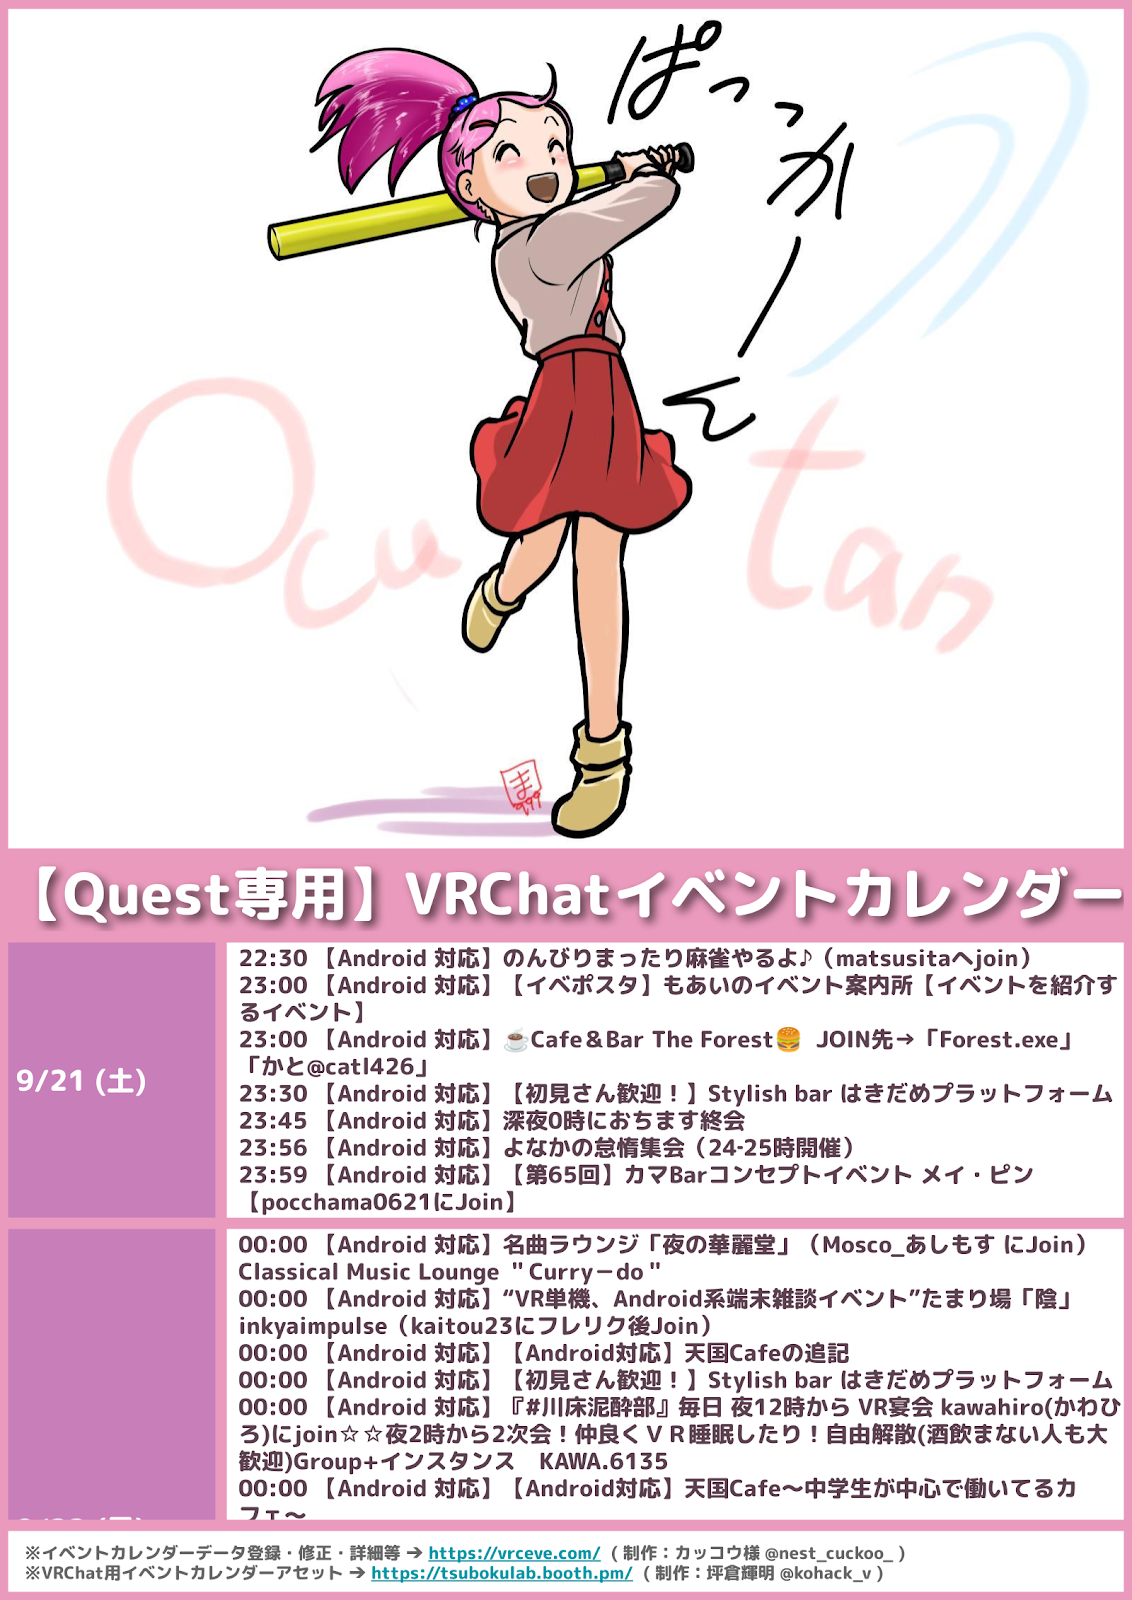 ぱっっかーん
Ocu tan
ま
999
【Quest専用】VRChatイベントカレンダー
9/21 (土)
22:30 【Android 対応】のんびりまったり麻雀やるよ♪（matsusitaへjoin）
23:00 【Android 対応】【イベポスタ】もあいのイベント案内所【イベントを紹介す
るイベント】
23:00 【Android 対応】☕Cafe＆Bar The Forest🍔 JOIN先→「Forest.exe」
「かと@catl426」
23:30 【Android 対応】【初見さん歓迎！】Stylish bar はきだめプラットフォーム
23:45 【Android 対応】深夜0時におちます終会
23:56 【Android 対応】よなかの怠惰集会（24-25時開催）
23:59 【Android 対応】【第65回】カマBarコンセプトイベント メイ・ピン
【pocchama0621にJoin】
00:00 【Android 対応】名曲ラウンジ「夜の華麗堂」（Mosco_あしもす にJoin）
Classical Music Lounge ＂Curry－do＂
00:00 【Android 対応】“VR単機、Android系端末雑談イベント”たまり場「陰」
inkyaimpulse（kaitou23にフレリク後Join）
00:00 【Android 対応】【Android対応】天国Cafeの追記
00:00 【Android 対応】【初見さん歓迎！】Stylish bar はきだめプラットフォーム
00:00 【Android 対応】『#川床泥酔部』毎日 夜12時から VR宴会 kawahiro(かわひ
ろ)にjoin☆☆夜2時から2次会！仲良くＶＲ睡眠したり！自由解散(酒飲まない人も大
歓迎)Group+インスタンス　KAWA.6135
00:00 【Android 対応】【Android対応】天国Cafe～中学生が中心で働いてるカ
フェ～
※イベントカレンダーデータ登録・修正・詳細等 ➔ https://vrceve.com/ ( 制作：カッコウ様 @nest_cuckoo_ )
※VRChat用イベントカレンダーアセット ➔ https://tsubokulab.booth.pm/ ( 制作：坪倉輝明 @kohack_v )